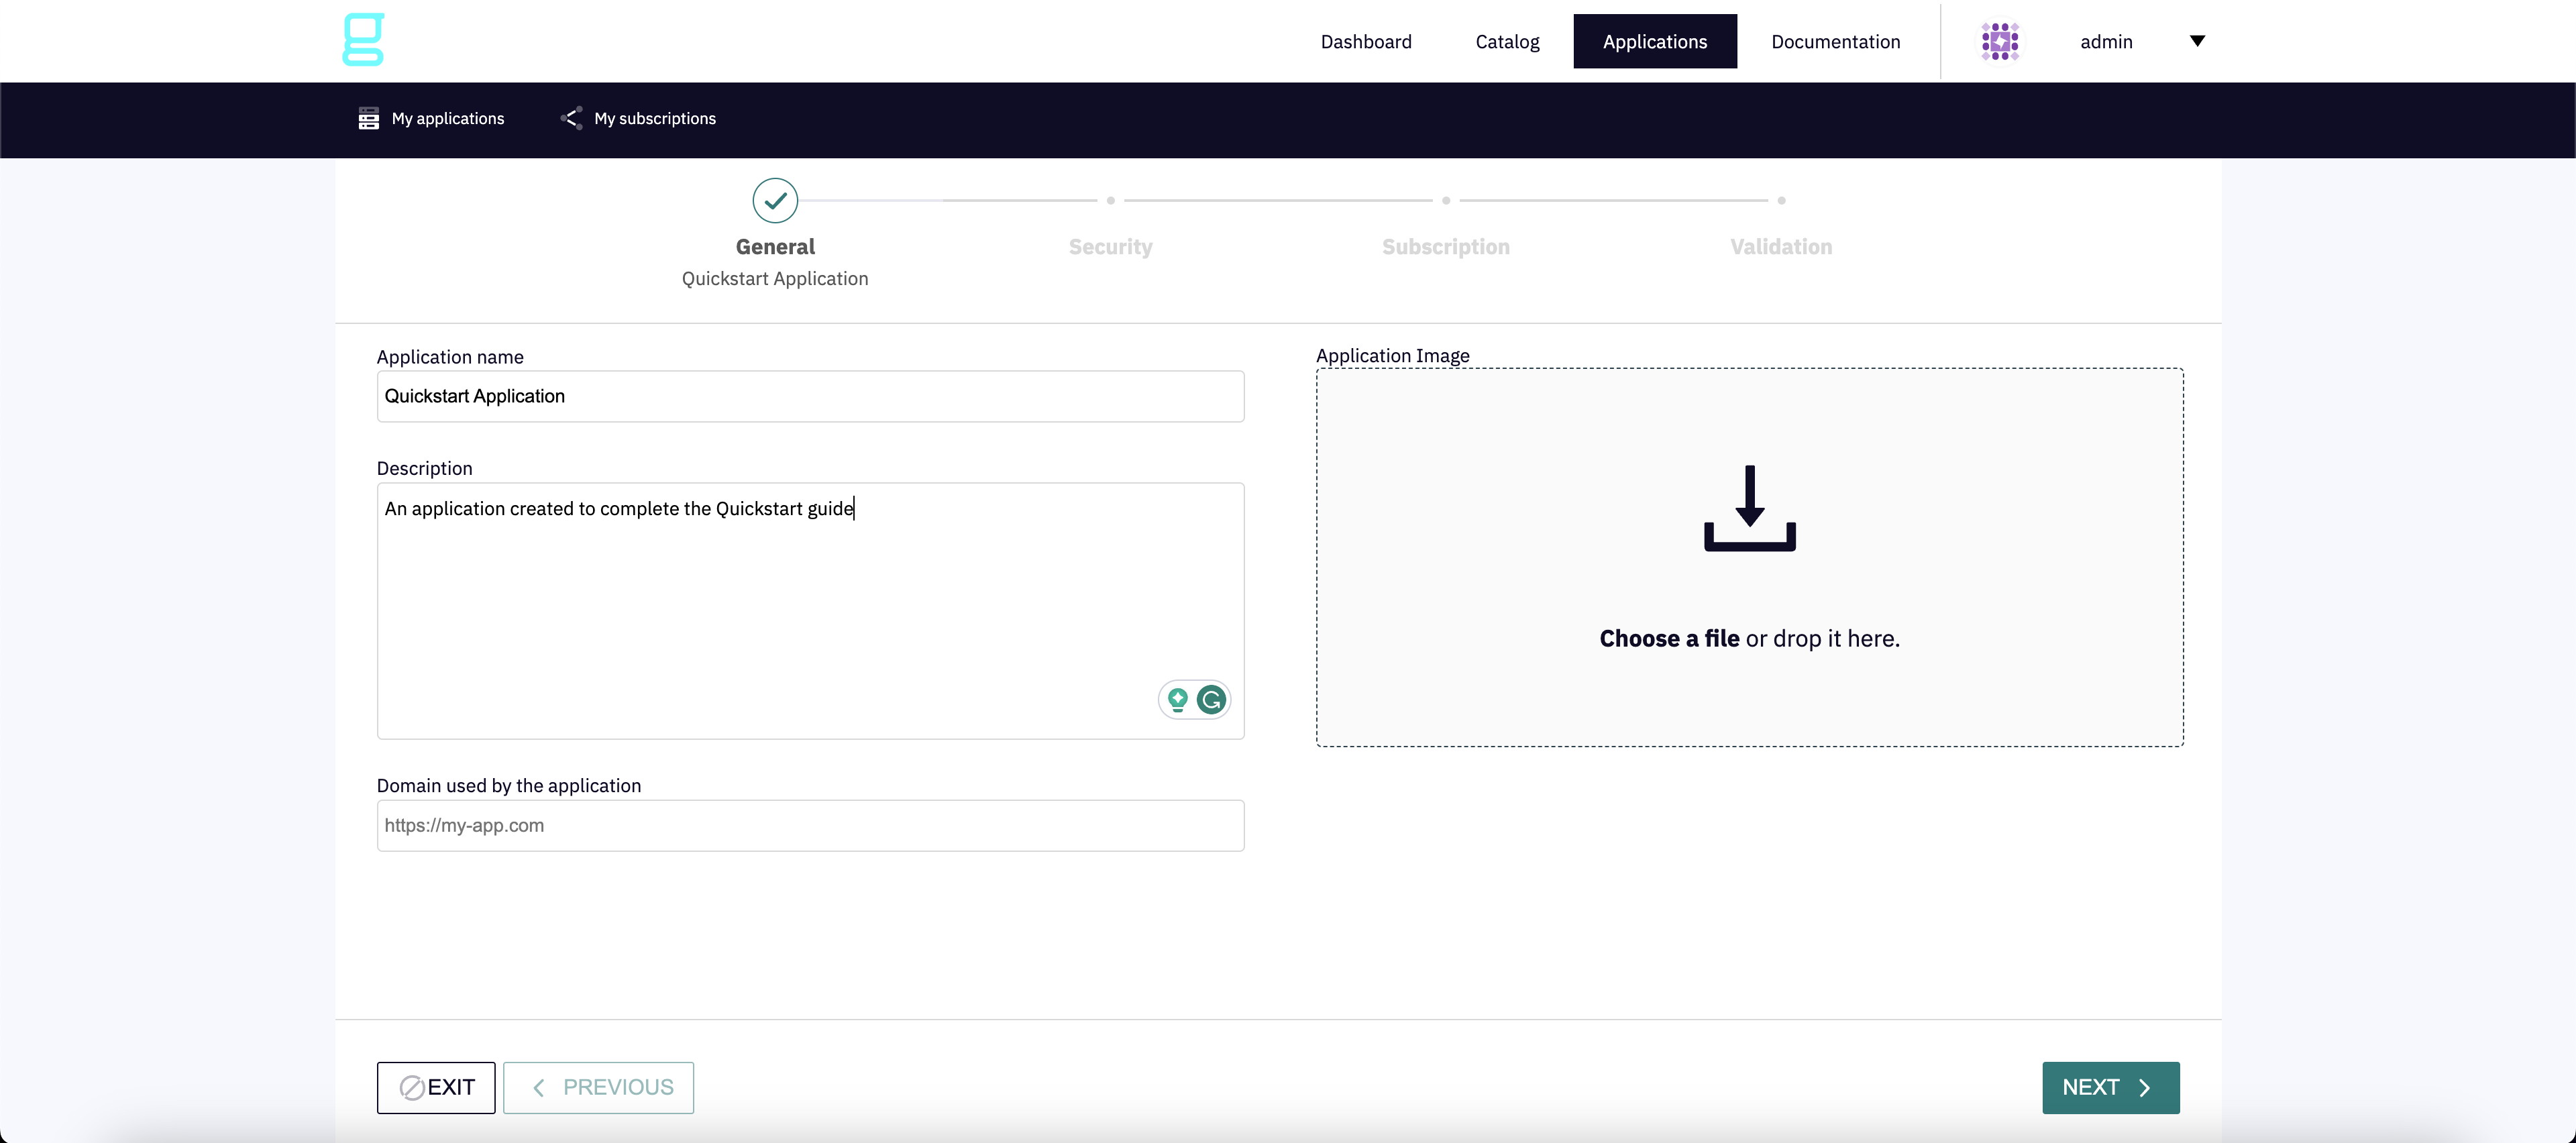 Dashboard Catalog Applications Documentation admin
My applications My subscriptions
General Security Subscription Validation
Quickstart Application
Application name
Quickstart Application
Description
An application created to complete the Quickstart guide
Domain used by the application
https://my-app.com
Application Image
Choose a file or drop it here.
EXIT PREVIOUS NEXT